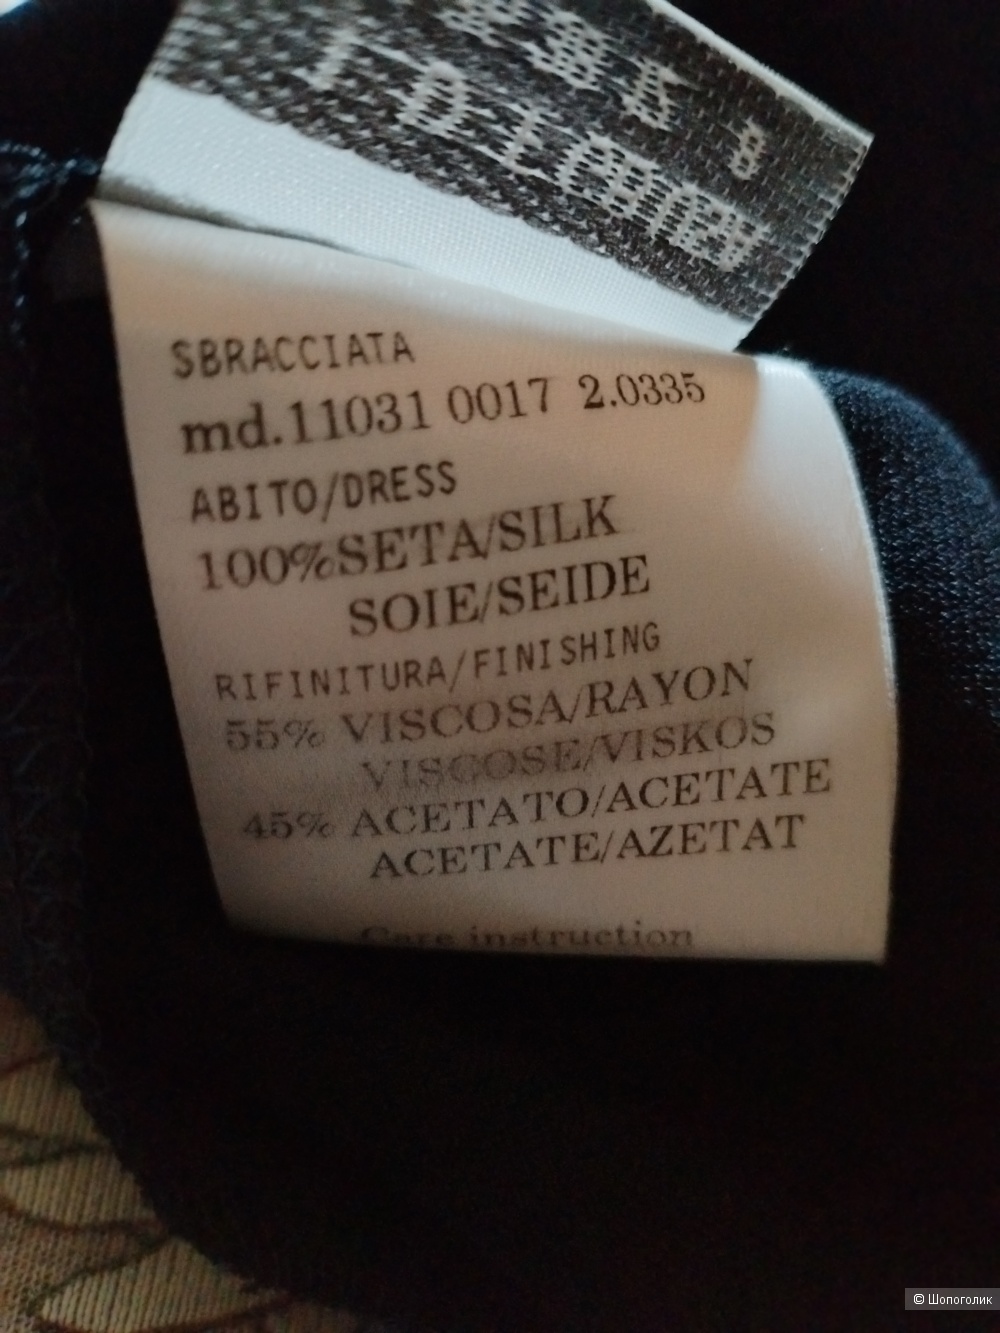 SBRACCIATA
md.11031 0017 2.0335
ABITO/DRESS
100%SETA/SILK
SOIE/SEIDE
RIFINITURA/FINISHING
55% VISCOSA/RAYON
VISCOSE/VISKOS
45% ACETATO/ACETATE
ACETATE/AZETAT
Care instruction
© Шопоголик